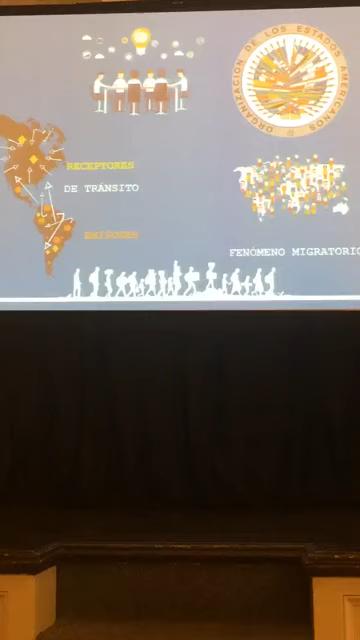 ORGANIZACIÓN DE LOS ESTADOS AMERICANOS
RECEPTORES
DE TRÁNSITO
EMISORES
FENÓMENO MIGRATORIO